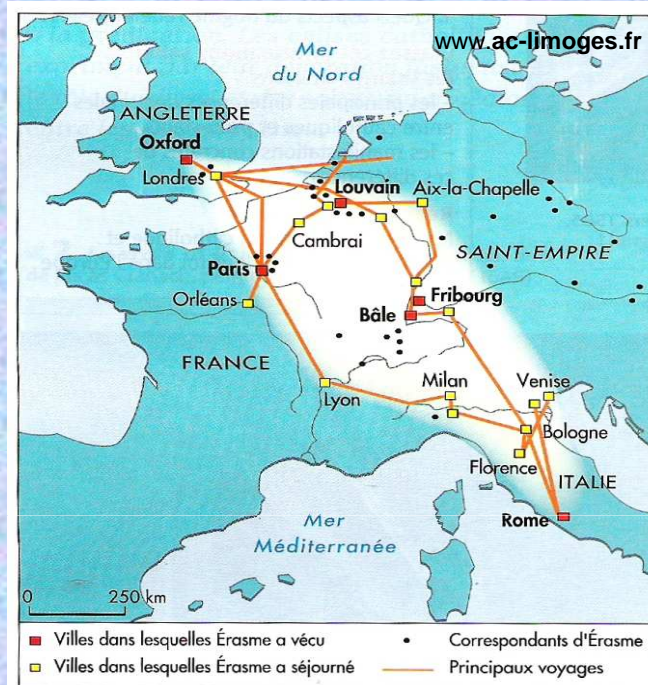 www.ac-limoges.fr
Mer
du Nord
ANGLETERRE
Oxford
Londres
Louvain
Aix-la-Chapelle
Cambrai
SAINT-EMPIRE
Paris
Orléans
Fribourg
Bâle
FRANCE
Lyon
Milan
Venise
Bologne
Florence
ITALIE
Rome
Mer
Méditerranée
0 250 km
Villes dans lesquelles Érasme a vécu
Correspondants d'Érasme
Villes dans lesquelles Érasme a séjourné
Principaux voyages